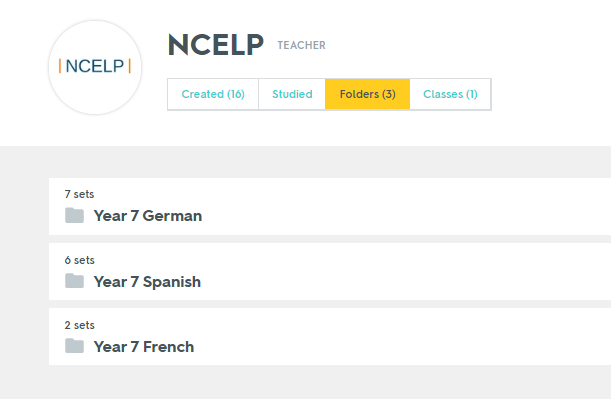 | NCELP |
NCELP TEACHER
Created (16) Studied Folders (3) Classes (1)
7 sets
Year 7 German
6 sets
Year 7 Spanish
2 sets
Year 7 French